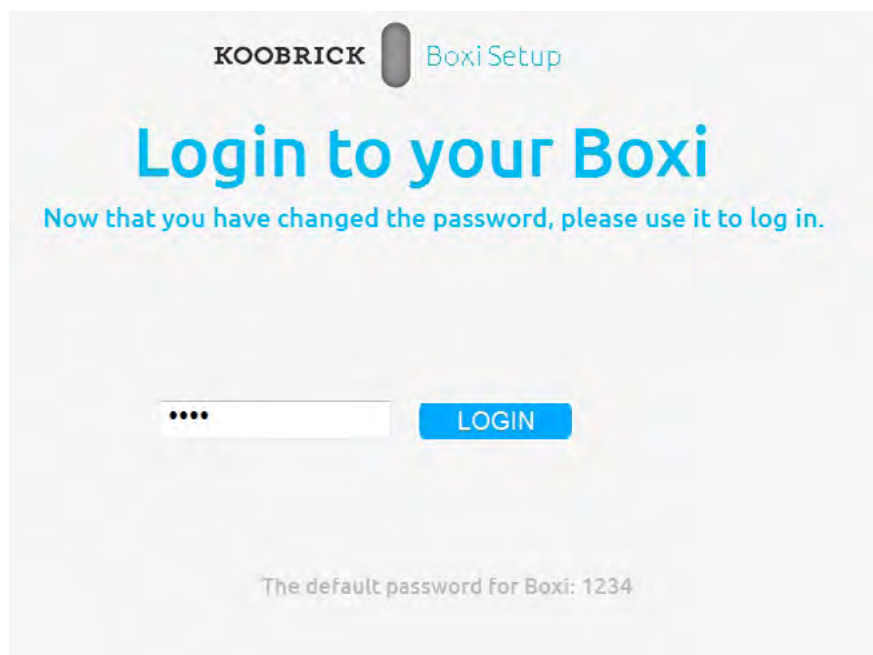 KOOBRICK Boxi Setup
Login to your Boxi
Now that you have changed the password, please use it to log in.
•••• LOGIN
The default password for Boxi: 1234